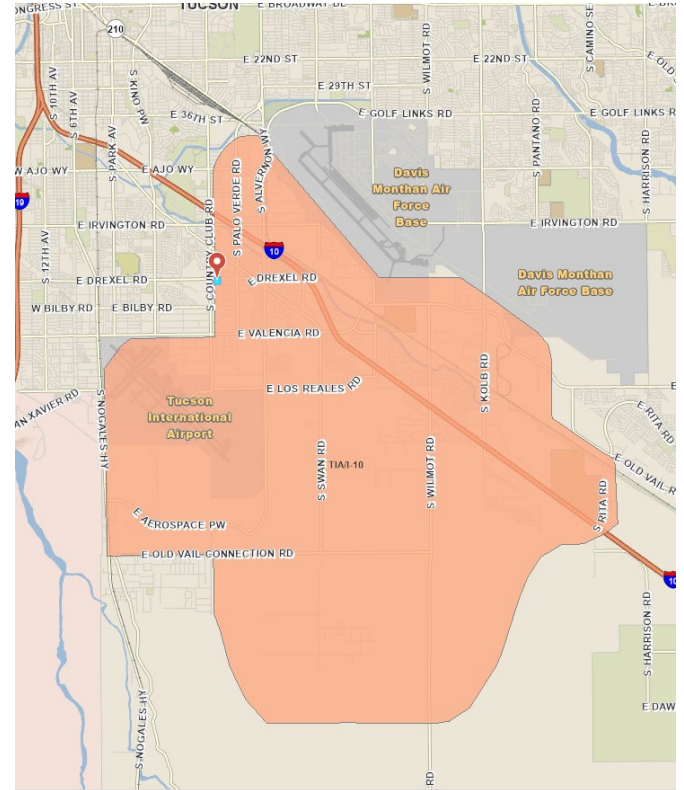 ONGRESS ST
TUCSON
E BROADWAY BL
210
E 22ND ST
E 22ND ST
S CAMINO SE
S WILMOT RD
E 29TH ST
S KINO PW
S 10TH AV
S 6TH AV
E 36TH ST
E GOLF LINKS RD
E GOLF LINKS R
S PARK AV
S PANTANO RD
S HARRISON RD
W AJO WY
E AJO WY
S PALO VERDE RD
S ALVERNON WY
Davis
Monthan Air
Force
Base
19
S 12TH AV
E IRVINGTON RD
E IRVINGTON RD
S COUNTRY CLUB RD
10
E DREXEL RD
E DREXEL RD
Davis Monthan
Air Force Base
W BILBY RD
E BILBY RD
E VALENCIA RD
S KOLB RD
E LOS REALES RD
AN XAVIER RD
S NOGALES HY
Tucson
International
Airport
E RITA RD
S SWAN RD
TIA/I-10
S WILMOT RD
E OLD VAIL R
S RITA RD
E AEROSPACE PW
E OLD VAIL CONNECTION RD
10
S HARRISON RD
S NOGALES HY
E DAW
RD